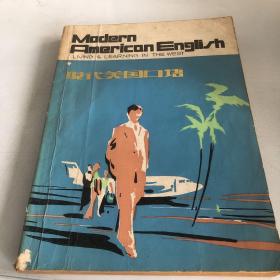 Modern
American English
LIVING & LEARNING IN THE WEST
现代美国口语